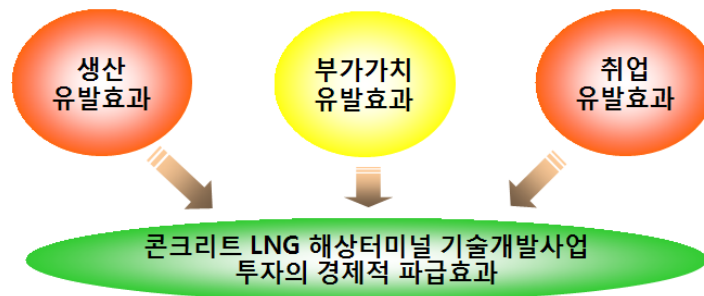 생산
유발효과
부가가치
유발효과
취업
유발효과
콘크리트 LNG 해상터미널 기술개발사업
투자의 경제적 파급효과